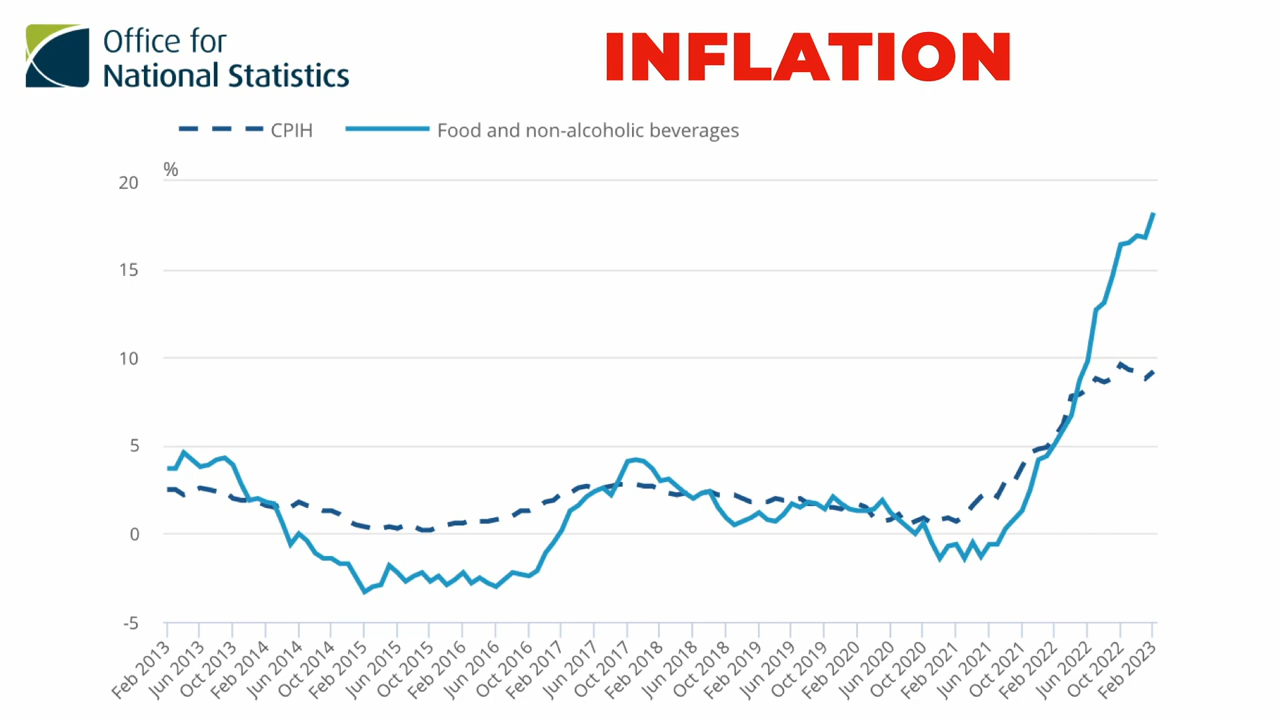 Office for
National Statistics
INFLATION
CPIH
Food and non-alcoholic beverages
%
20
15
10
5
0
-5
Feb 2013
Jun 2013
Oct 2013
Feb 2014
Jun 2014
Oct 2014
Feb 2015
Jun 2015
Oct 2015
Feb 2016
Jun 2016
Oct 2016
Feb 2017
Jun 2017
Oct 2017
Feb 2018
Jun 2018
Oct 2018
Feb 2019
Jun 2019
Oct 2019
Feb 2020
Jun 2020
Oct 2020
Feb 2021
Jun 2021
Oct 2021
Feb 2022
Jun 2022
Oct 2022
Feb 2023